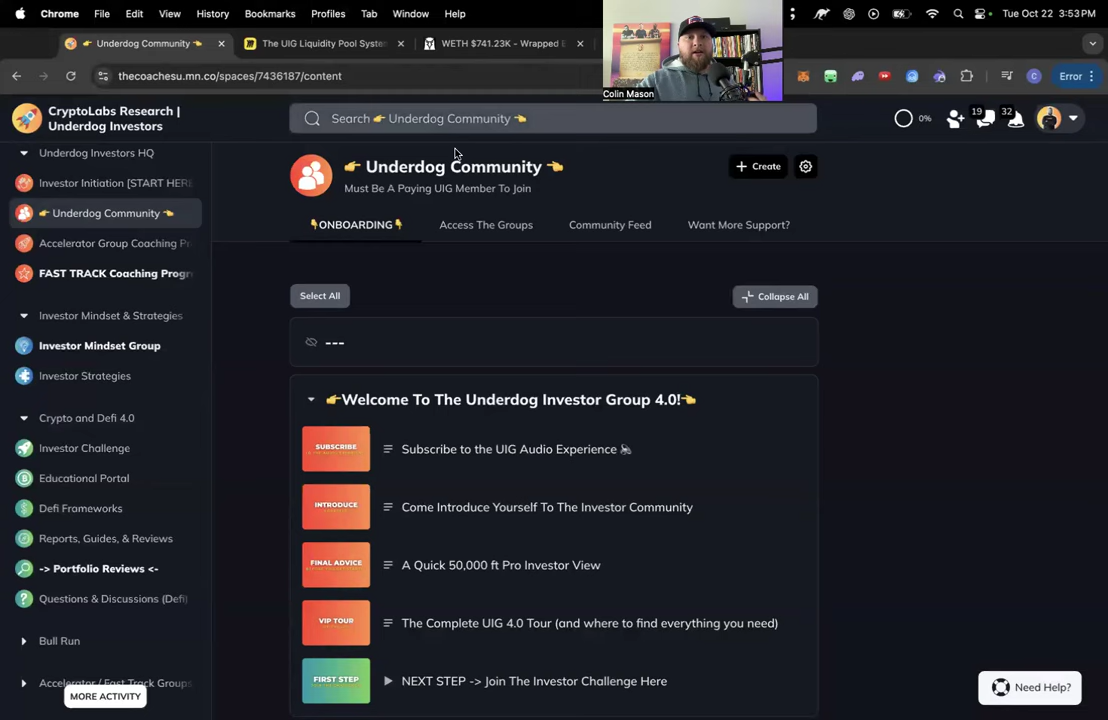 Chrome File Edit View History Bookmarks Profiles Tab Window Help
Tue Oct 22 3:53 PM
👉 Underdog Community 👈
The UIG Liquidity Pool System
WETH $741.23K - Wrapped E
Colin Mason
thecoachesu.mn.co/spaces/7436187/content
C
Error
CryptoLabs Research |
Underdog Investors
Search 👉 Underdog Community 👈
0%
19
32
Underdog Investors HQ
Investor Initiation [START HERE
👉 Underdog Community 👈
Accelerator Group Coaching Pr
FAST TRACK Coaching Progr
Investor Mindset & Strategies
Investor Mindset Group
Investor Strategies
Crypto and Defi 4.0
Investor Challenge
Educational Portal
Defi Frameworks
Reports, Guides, & Reviews
-> Portfolio Reviews <-
Questions & Discussions (Defi)
Bull Run
Accelerator / Fast Track Groups
MORE ACTIVITY
👉 Underdog Community 👈
Must Be A Paying UIG Member To Join
+ Create
👇ONBOARDING👇
Access The Groups
Community Feed
Want More Support?
Select All
Collapse All
---
👉Welcome To The Underdog Investor Group 4.0!👈
SUBSCRIBE
Subscribe to the UIG Audio Experience
INTRODUCE
Come Introduce Yourself To The Investor Community
FINAL ADVICE
A Quick 50,000 ft Pro Investor View
VIP TOUR
The Complete UIG 4.0 Tour (and where to find everything you need)
FIRST STEP
NEXT STEP -> Join The Investor Challenge Here
Need Help?